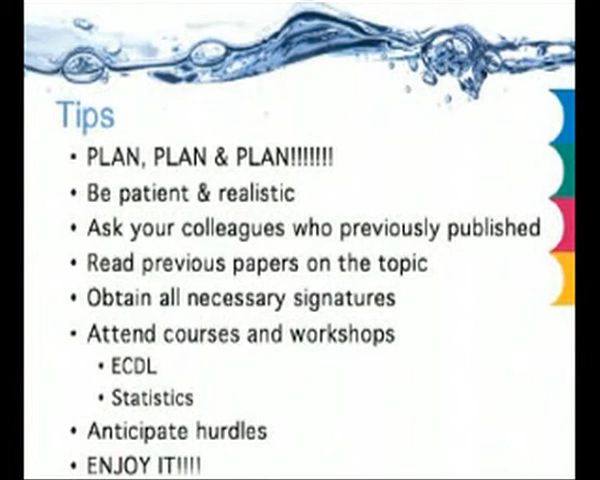 Tips
• PLAN, PLAN & PLAN!!!!!!!
• Be patient & realistic
• Ask your colleagues who previously published
• Read previous papers on the topic
• Obtain all necessary signatures
• Attend courses and workshops
• ECDL
• Statistics
• Anticipate hurdles
• ENJOY IT!!!!